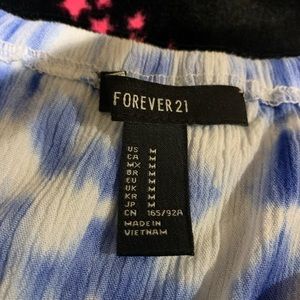 FOREVER 21
US M
CA M
MX M
BR M
EU M
UK M
KR M
JP M
CN 165/92A
MADE IN
VIETNAM